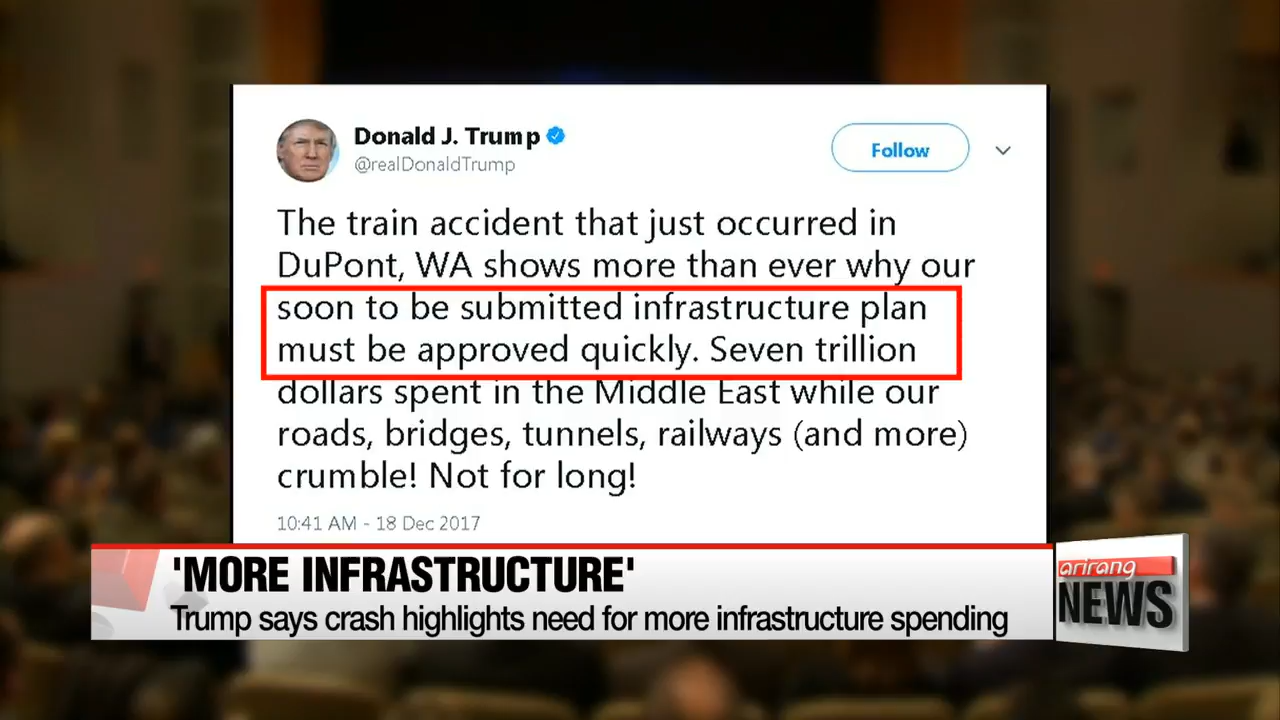 Donald J. Trump
@realDonaldTrump
Follow
The train accident that just occurred in
DuPont, WA shows more than ever why our
soon to be submitted infrastructure plan
must be approved quickly. Seven trillion
dollars spent in the Middle East while our
roads, bridges, tunnels, railways (and more)
crumble! Not for long!
10:41 AM - 18 Dec 2017
'MORE INFRASTRUCTURE'
Trump says crash highlights need for more infrastructure spending
arirang
NEWS